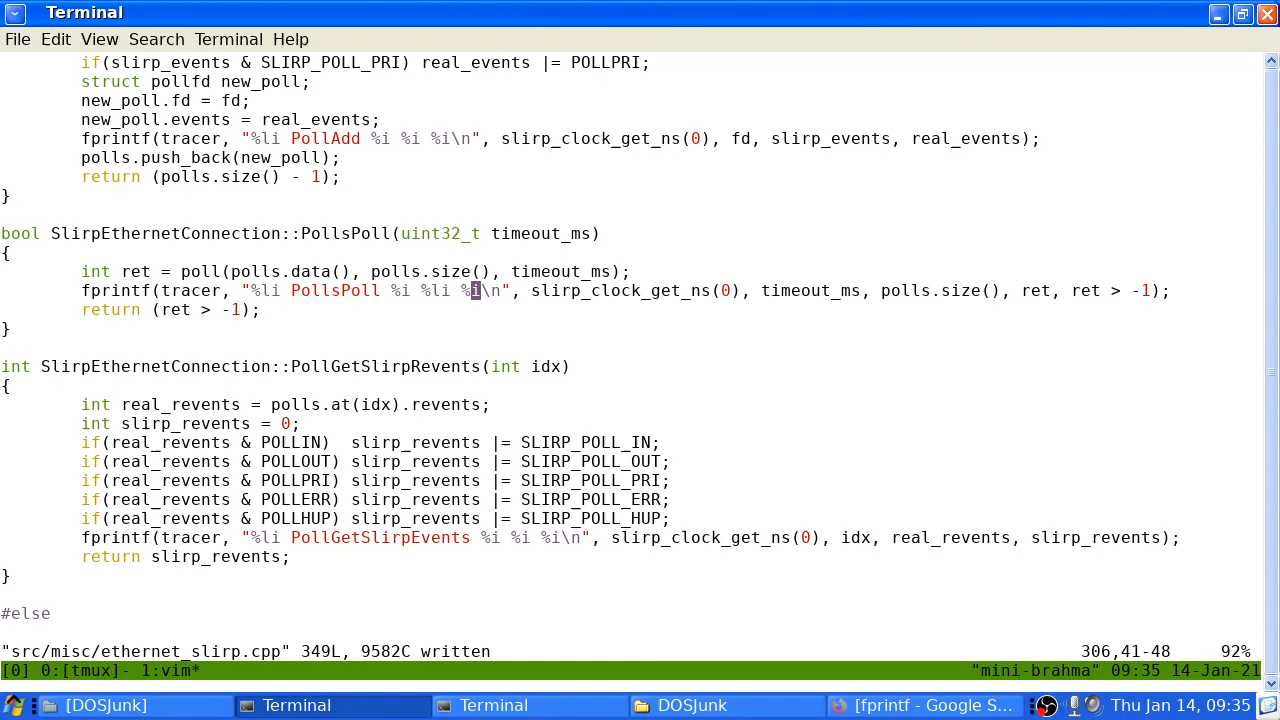 Terminal
File Edit View Search Terminal Help
        if(slirp_events & SLIRP_POLL_PRI) real_events |= POLLPRI;
        struct pollfd new_poll;
        new_poll.fd = fd;
        new_poll.events = real_events;
        fprintf(tracer, "%li PollAdd %i %i %i\n", slirp_clock_get_ns(0), fd, slirp_events, real_events);
        polls.push_back(new_poll);
        return (polls.size() - 1);
}
bool SlirpEthernetConnection::PollsPoll(uint32_t timeout_ms)
{
        int ret = poll(polls.data(), polls.size(), timeout_ms);
        fprintf(tracer, "%li PollsPoll %i %li %i\n", slirp_clock_get_ns(0), timeout_ms, polls.size(), ret, ret > -1);
        return (ret > -1);
}
int SlirpEthernetConnection::PollGetSlirpRevents(int idx)
{
        int real_revents = polls.at(idx).revents;
        int slirp_revents = 0;
        if(real_revents & POLLIN)  slirp_revents |= SLIRP_POLL_IN;
        if(real_revents & POLLOUT) slirp_revents |= SLIRP_POLL_OUT;
        if(real_revents & POLLPRI) slirp_revents |= SLIRP_POLL_PRI;
        if(real_revents & POLLERR) slirp_revents |= SLIRP_POLL_ERR;
        if(real_revents & POLLHUP) slirp_revents |= SLIRP_POLL_HUP;
        fprintf(tracer, "%li PollGetSlirpEvents %i %i %i\n", slirp_clock_get_ns(0), idx, real_revents, slirp_revents);
        return slirp_revents;
}
#else
"src/misc/ethernet_slirp.cpp" 349L, 9582C written 306,41-48 92%
[0] 0:[tmux]- 1:vim* "mini-brahma" 09:35 14-Jan-21
[DOSJunk] Terminal Terminal DOSJunk [fprintf - Google S... Thu Jan 14, 09:35